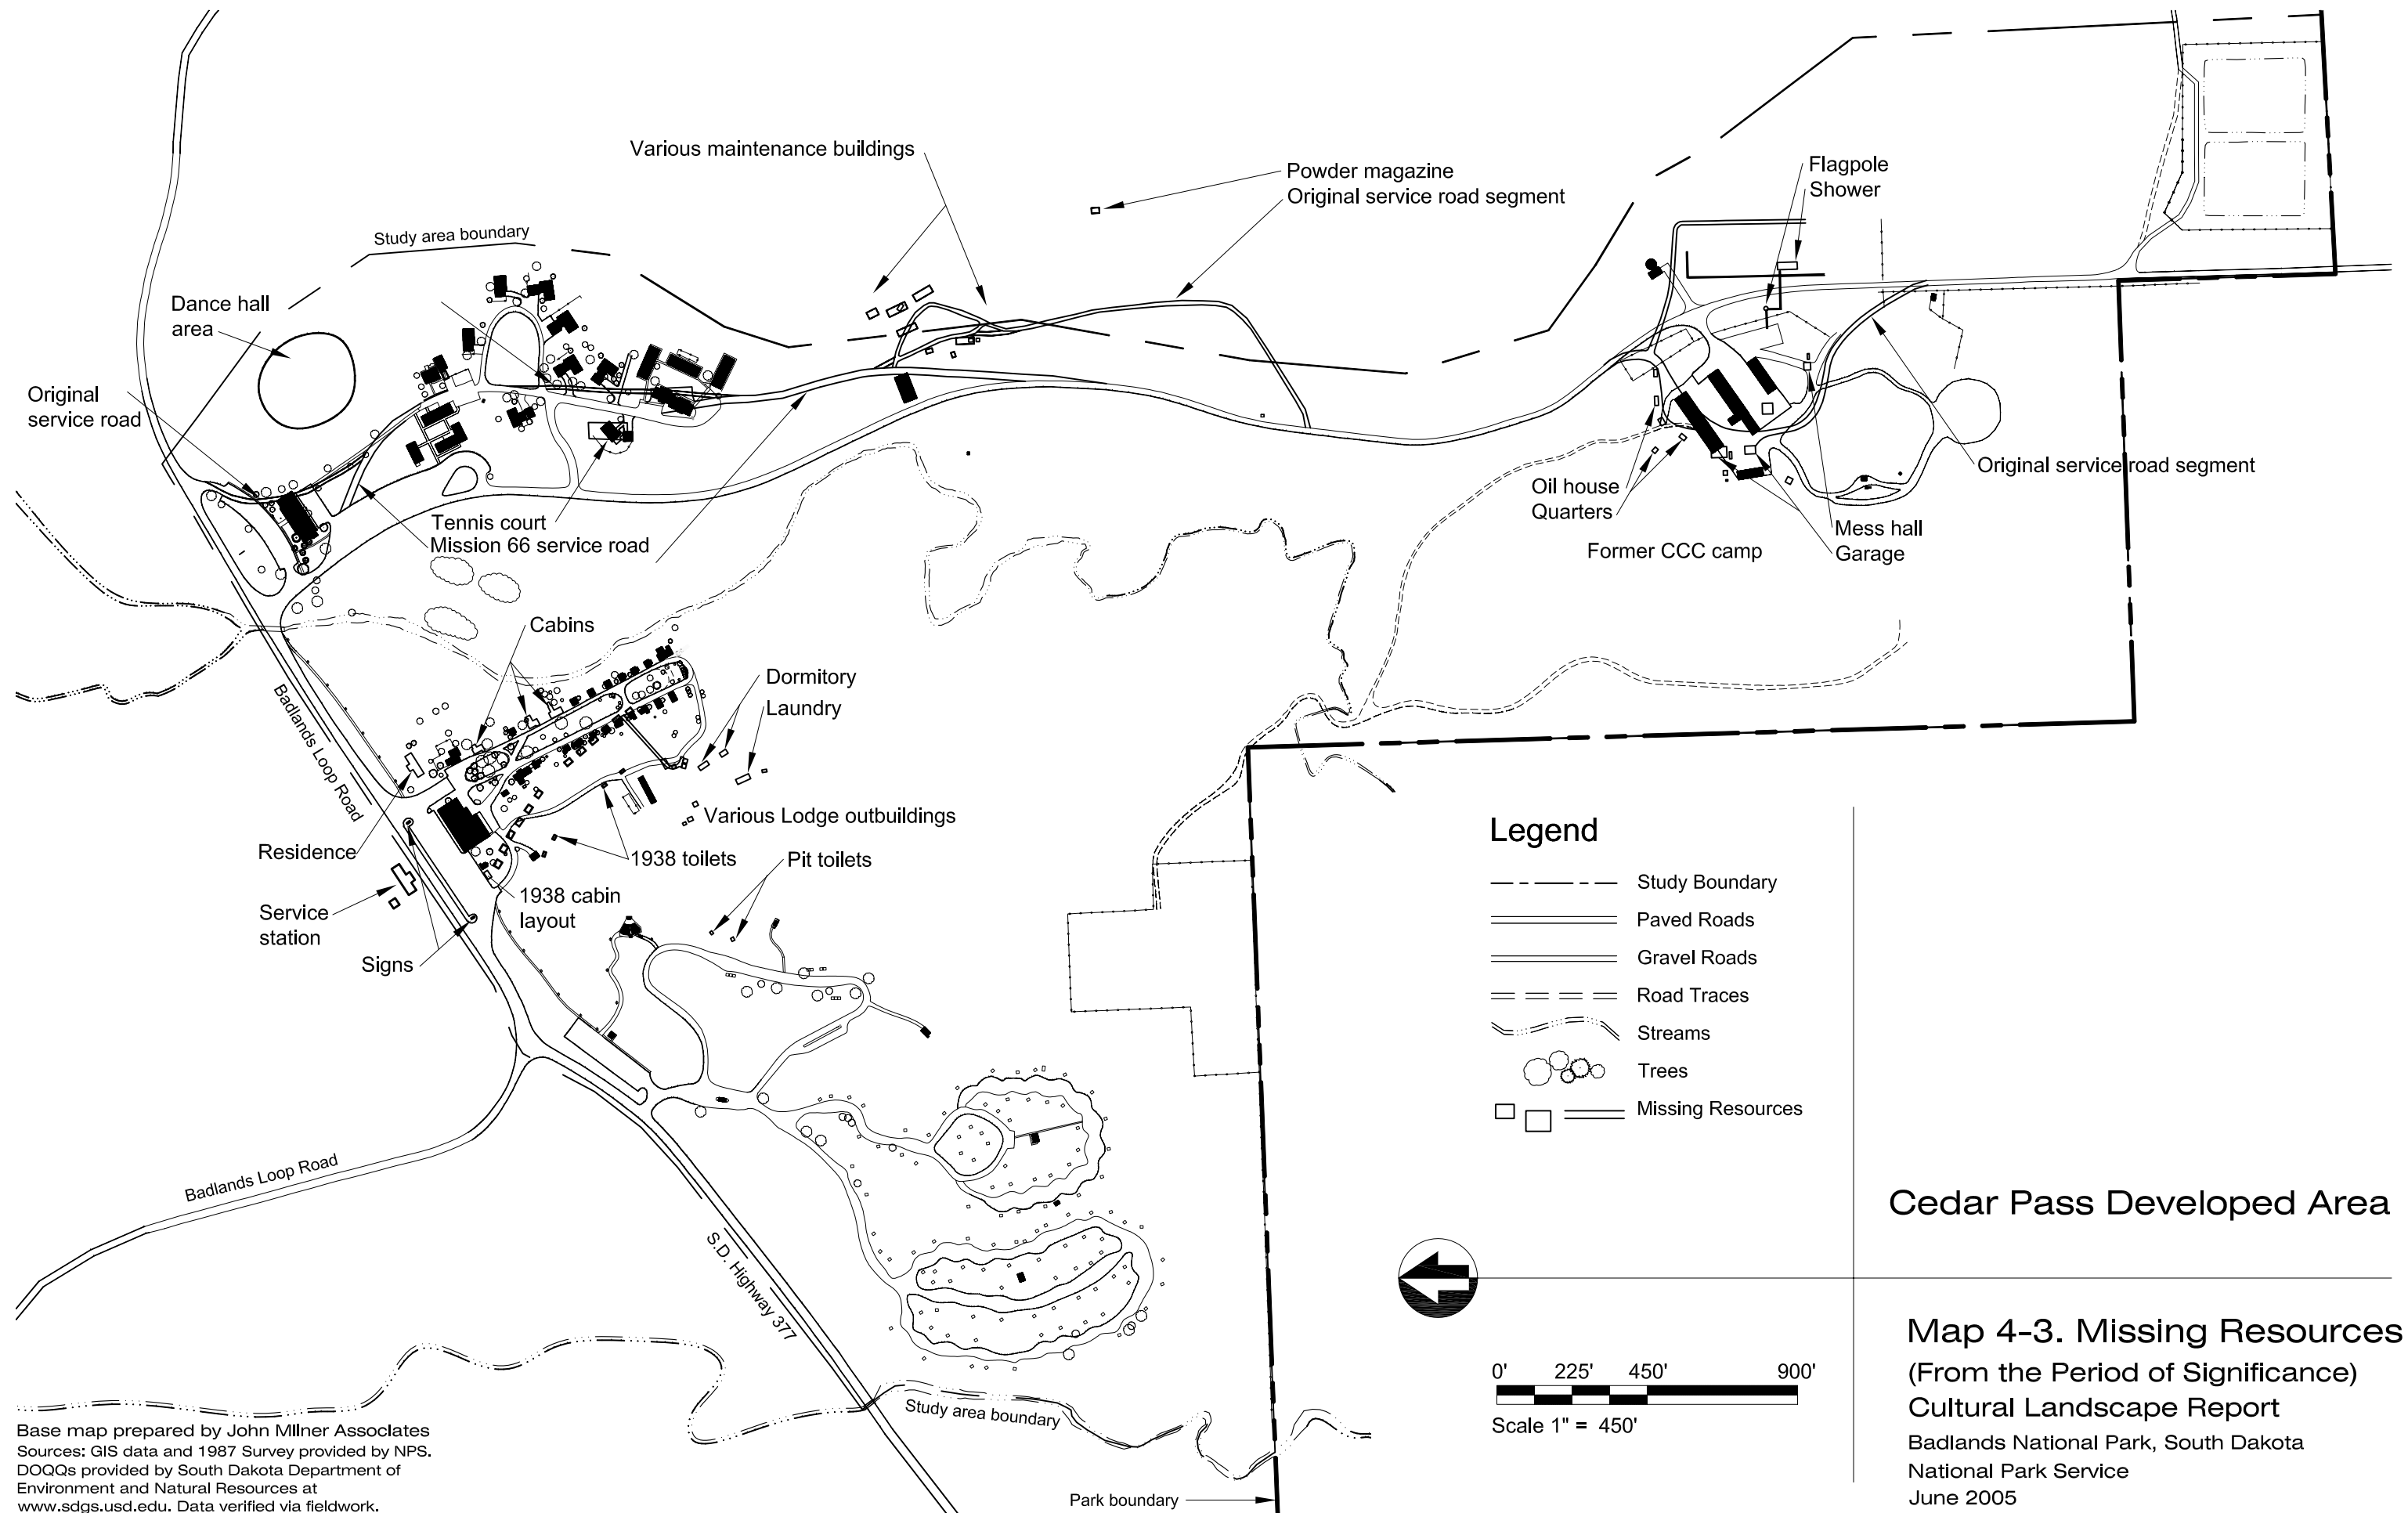 Various maintenance buildings
Powder magazine
Original service road segment
Flagpole
Shower
Study area boundary
Dance hall
area
Original
service road
Tennis court
Mission 66 service road
Original service road segment
Oil house
Quarters
Mess hall
Garage
Former CCC camp
Cabins
Dormitory
Laundry
Badlands Loop Road
Various Lodge outbuildings
Residence
1938 toilets
Pit toilets
1938 cabin
layout
Service
station
Signs
Badlands Loop Road
S.D. Highway 377
Study area boundary
Park boundary
Legend
Study Boundary
Paved Roads
Gravel Roads
Road Traces
Streams
Trees
Missing Resources
Cedar Pass Developed Area
0' 225' 450' 900'
Scale 1" = 450'
Map 4-3. Missing Resources
(From the Period of Significance)
Cultural Landscape Report
Badlands National Park, South Dakota
National Park Service
June 2005
Base map prepared by John MIlner Associates
Sources: GIS data and 1987 Survey provided by NPS.
DOQQs provided by South Dakota Department of
Environment and Natural Resources at
www.sdgs.usd.edu. Data verified via fieldwork.